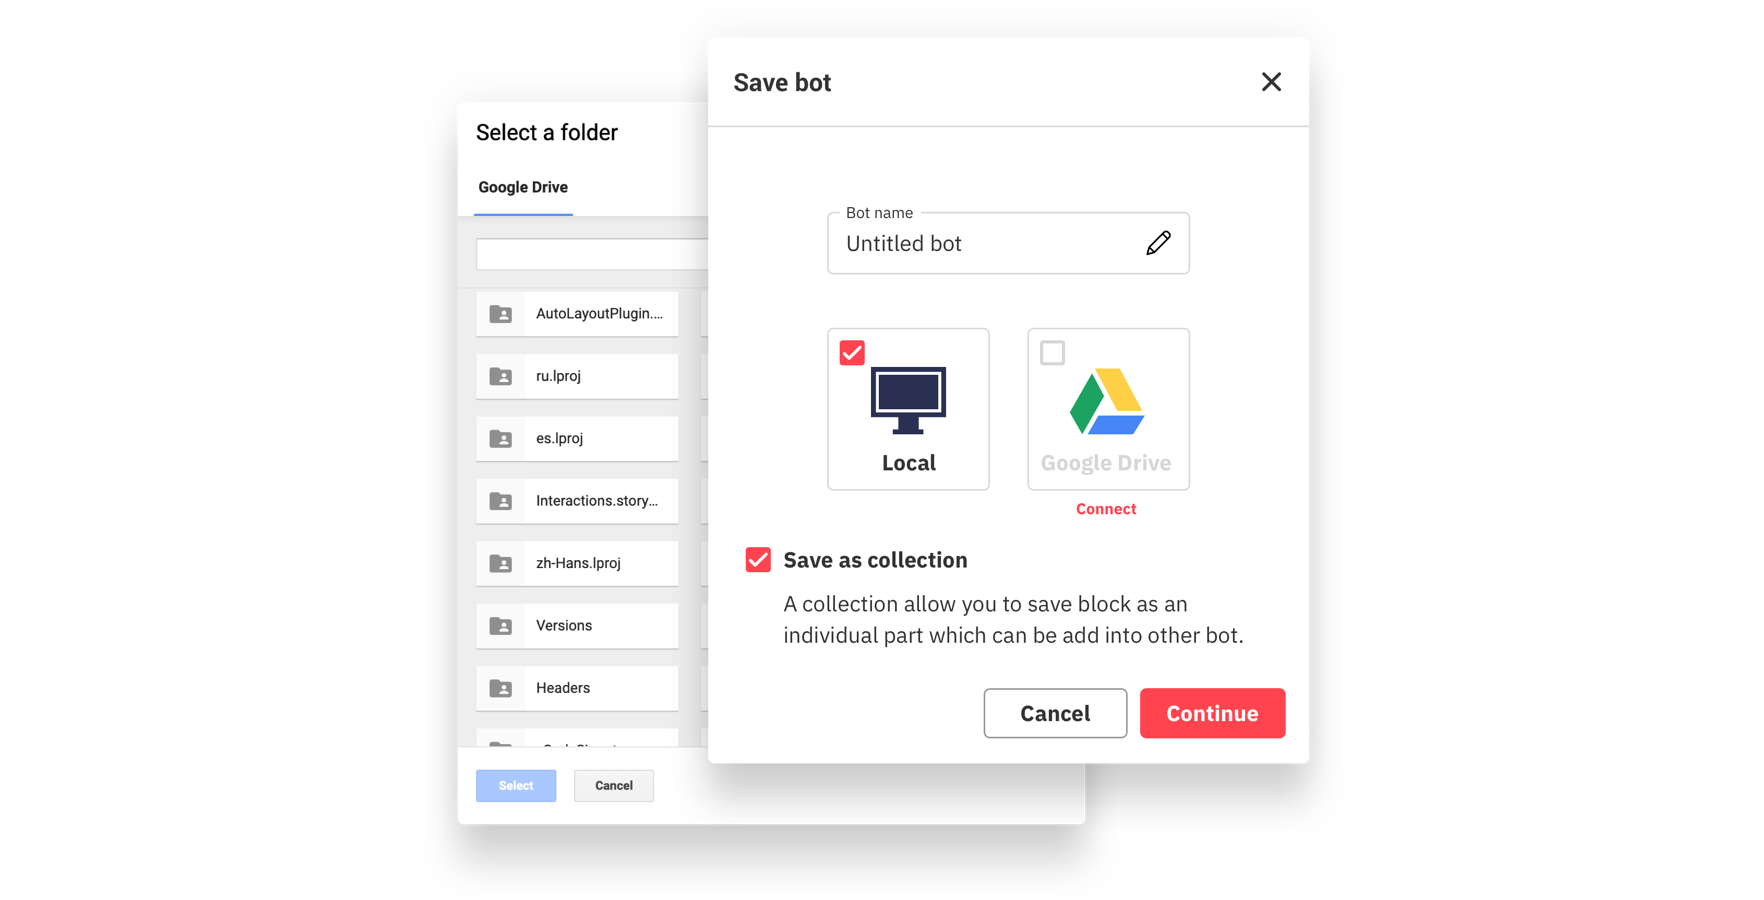 Save bot
Select a folder
Google Drive
Bot name
Untitled bot
AutoLayoutPlugin....
ru.lproj
es.lproj
Interactions.story...
zh-Hans.lproj
Versions
Headers
Local
Google Drive
Connect
Save as collection
A collection allow you to save block as an
individual part which can be add into other bot.
Cancel
Continue
Select
Cancel